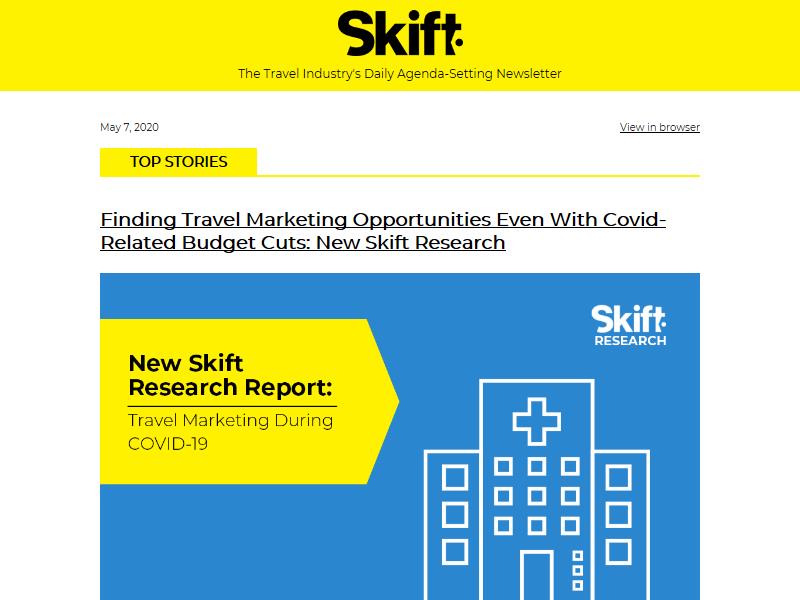 Skift
The Travel Industry's Daily Agenda-Setting Newsletter
May 7, 2020
View in browser
TOP STORIES
Finding Travel Marketing Opportunities Even With Covid-
Related Budget Cuts: New Skift Research
Skift
RESEARCH
New Skift
Research Report:
Travel Marketing During
COVID-19